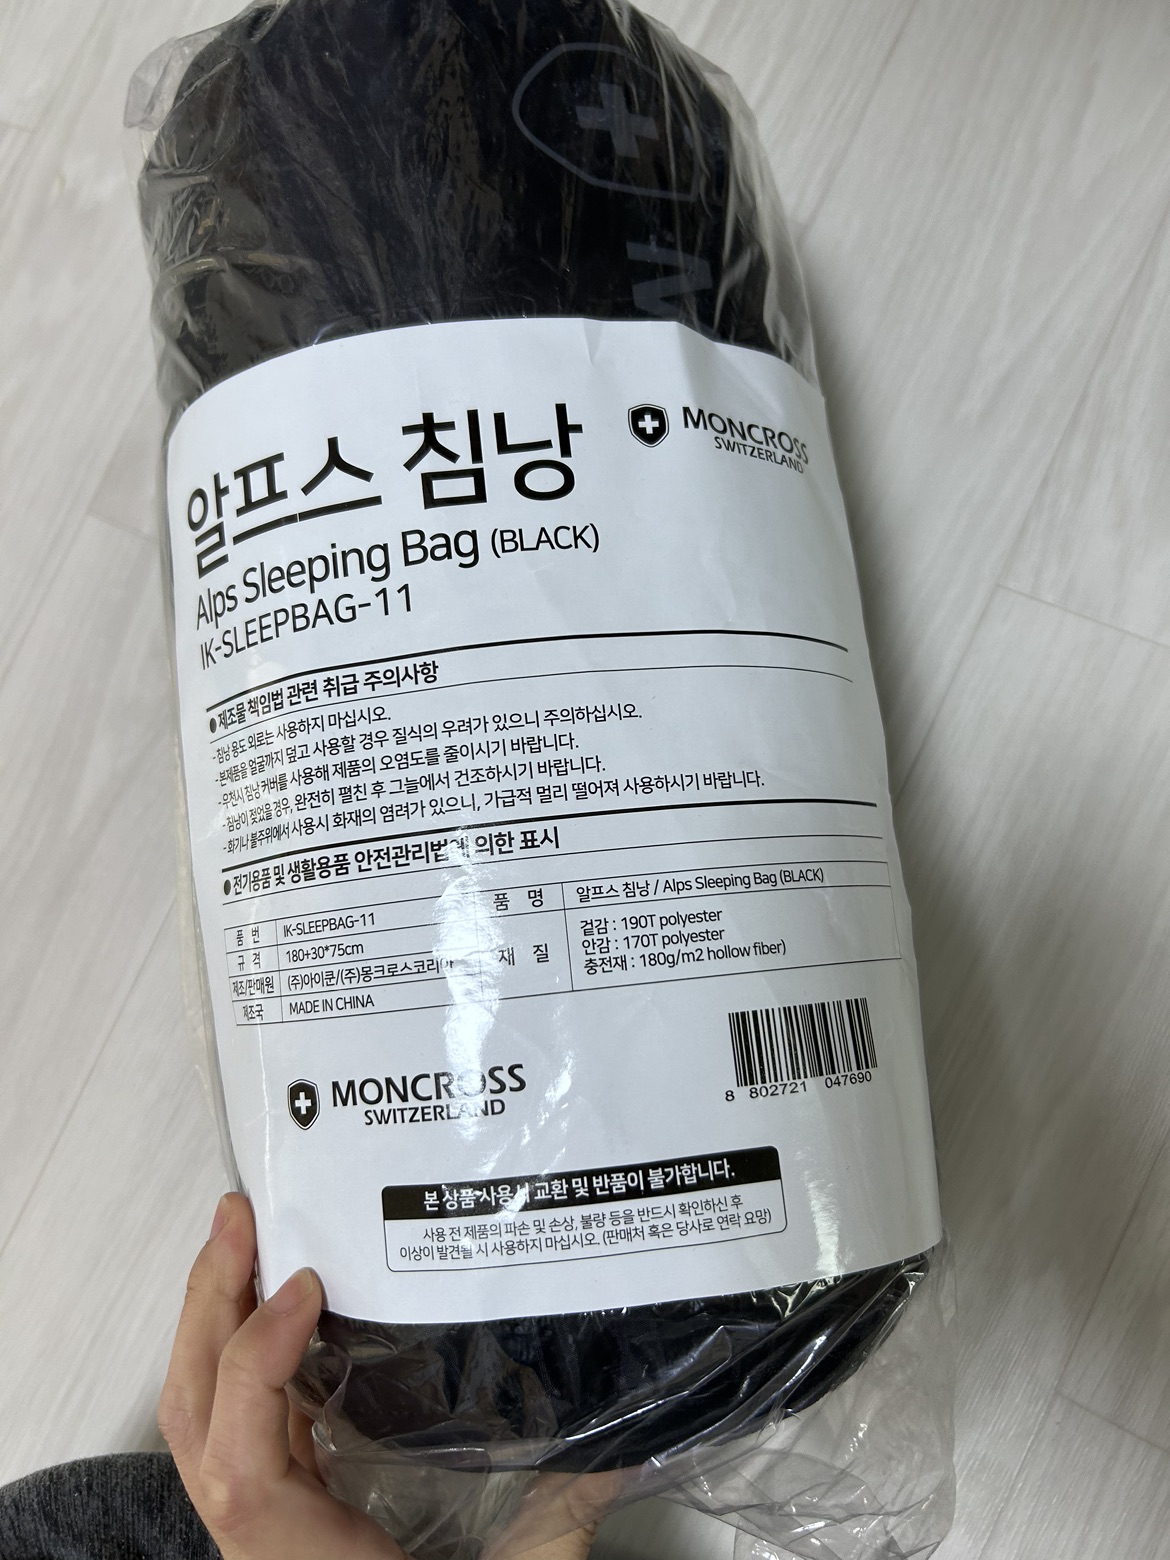 알프스 침낭
MONCROSS
SWITZERLAND
Alps Sleeping Bag (BLACK)
IK-SLEEPBAG-11
● 제조물 책임법 관련 취급 주의사항
- 침낭 용도 외로는 사용하지 마십시오.
- 본제품을 얼굴까지 덮고 사용할 경우 질식의 우려가 있으니 주의하십시오.
- 우천시 침낭 커버를 사용해 제품의 오염도를 줄이시기 바랍니다.
- 침낭이 젖었을 경우, 완전히 펼친 후 그늘에서 건조하시기 바랍니다.
- 화기나 불주위에서 사용시 화재의 염려가 있으니, 가급적 멀리 떨어져 사용하시기 바랍니다.
● 전기용품 및 생활용품 안전관리법에 의한 표시
품 번 IK-SLEEPBAG-11
품 명 알프스 침낭 / Alps Sleeping Bag (BLACK)
규 격 180+30*75cm
제조/판매원 (주)아이쿤/(주)몽크로스코리아
제조국 MADE IN CHINA
재 질
겉감 : 190T polyester
안감 : 170T polyester
충전재 : 180g/m2 hollow fiber)
8 802721 047690
MONCROSS
SWITZERLAND
본 상품 사용시 교환 및 반품이 불가합니다.
사용 전 제품의 파손 및 손상, 불량 등을 반드시 확인하신 후
이상이 발견될 시 사용하지 마십시오. (판매처 혹은 당사로 연락 요망)